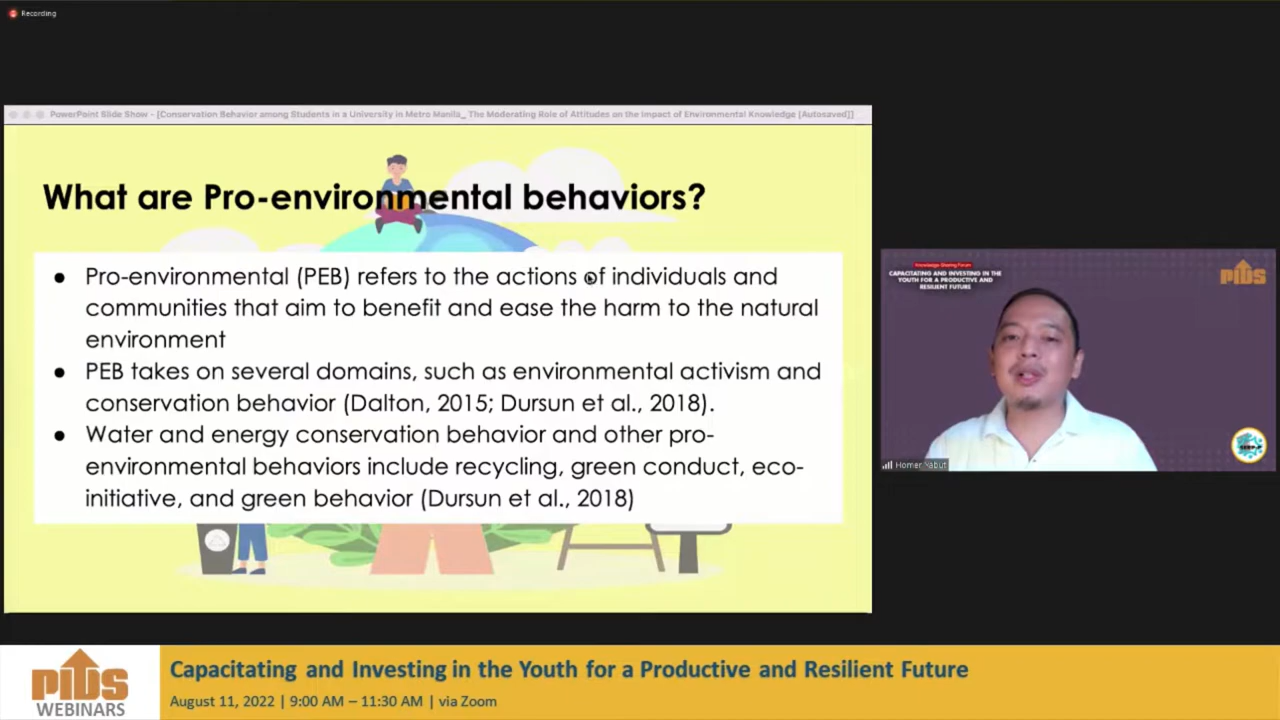 Recording
PowerPoint Slide Show - [Conservation Behavior among Students in a University in Metro Manila_ The Moderating Role of Attitudes on the Impact of Environmental Knowledge [Autosaved]]
What are Pro-environmental behaviors?
● Pro-environmental (PEB) refers to the actions of individuals and
communities that aim to benefit and ease the harm to the natural
environment
● PEB takes on several domains, such as environmental activism and
conservation behavior (Dalton, 2015; Dursun et al., 2018).
● Water and energy conservation behavior and other pro-
environmental behaviors include recycling, green conduct, eco-
initiative, and green behavior (Dursun et al., 2018)
Knowledge Sharing Forum
CAPACITATING AND INVESTING IN THE
YOUTH FOR A PRODUCTIVE AND
RESILIENT FUTURE
PIDS
Homer Yabut
PIDS
WEBINARS
Capacitating and Investing in the Youth for a Productive and Resilient Future
August 11, 2022 | 9:00 AM – 11:30 AM | via Zoom